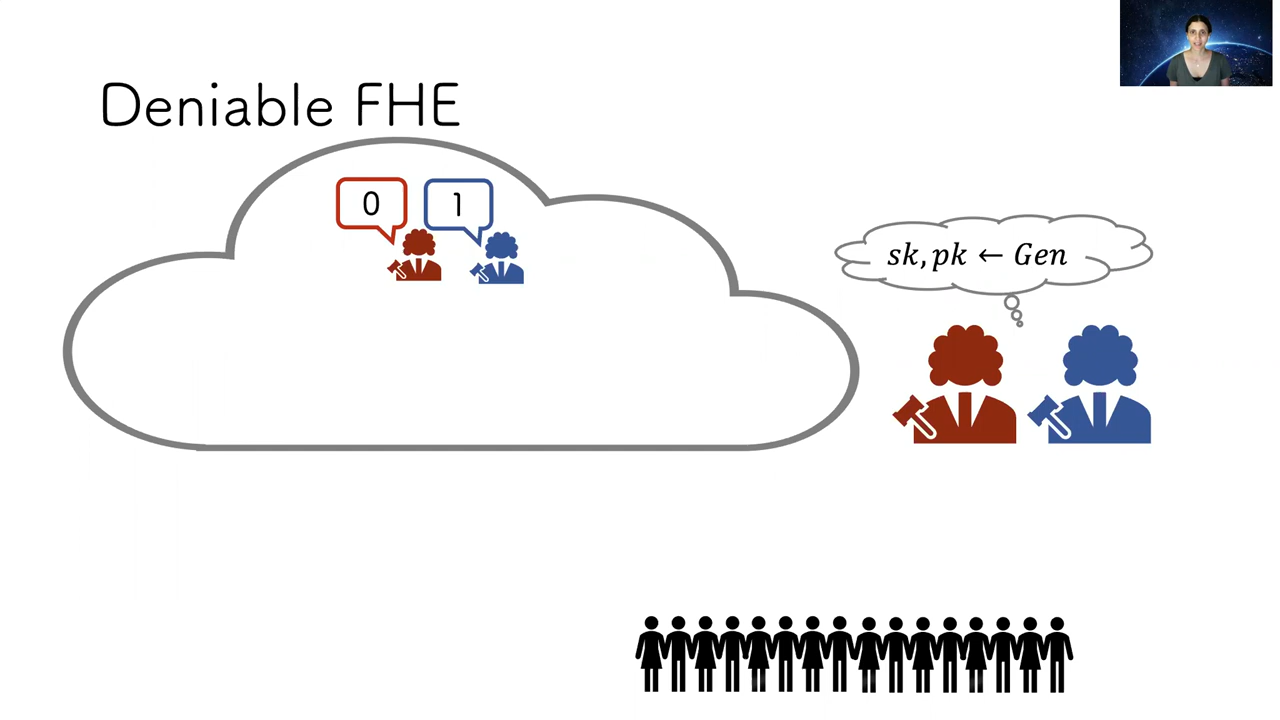 Deniable FHE
0
1
sk, pk ← Gen